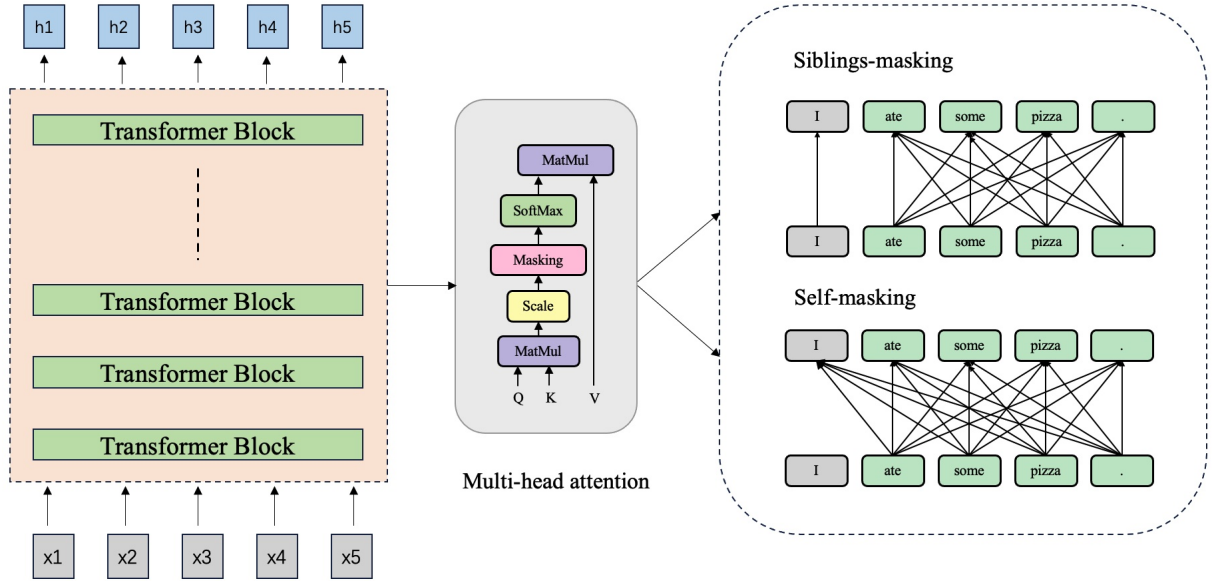 h1 h2 h3 h4 h5
Transformer Block
Transformer Block
Transformer Block
Transformer Block
x1 x2 x3 x4 x5
MatMul
SoftMax
Masking
Scale
MatMul
Q K V
Multi-head attention
Siblings-masking
I ate some pizza .
I ate some pizza .
Self-masking
I ate some pizza .
I ate some pizza .